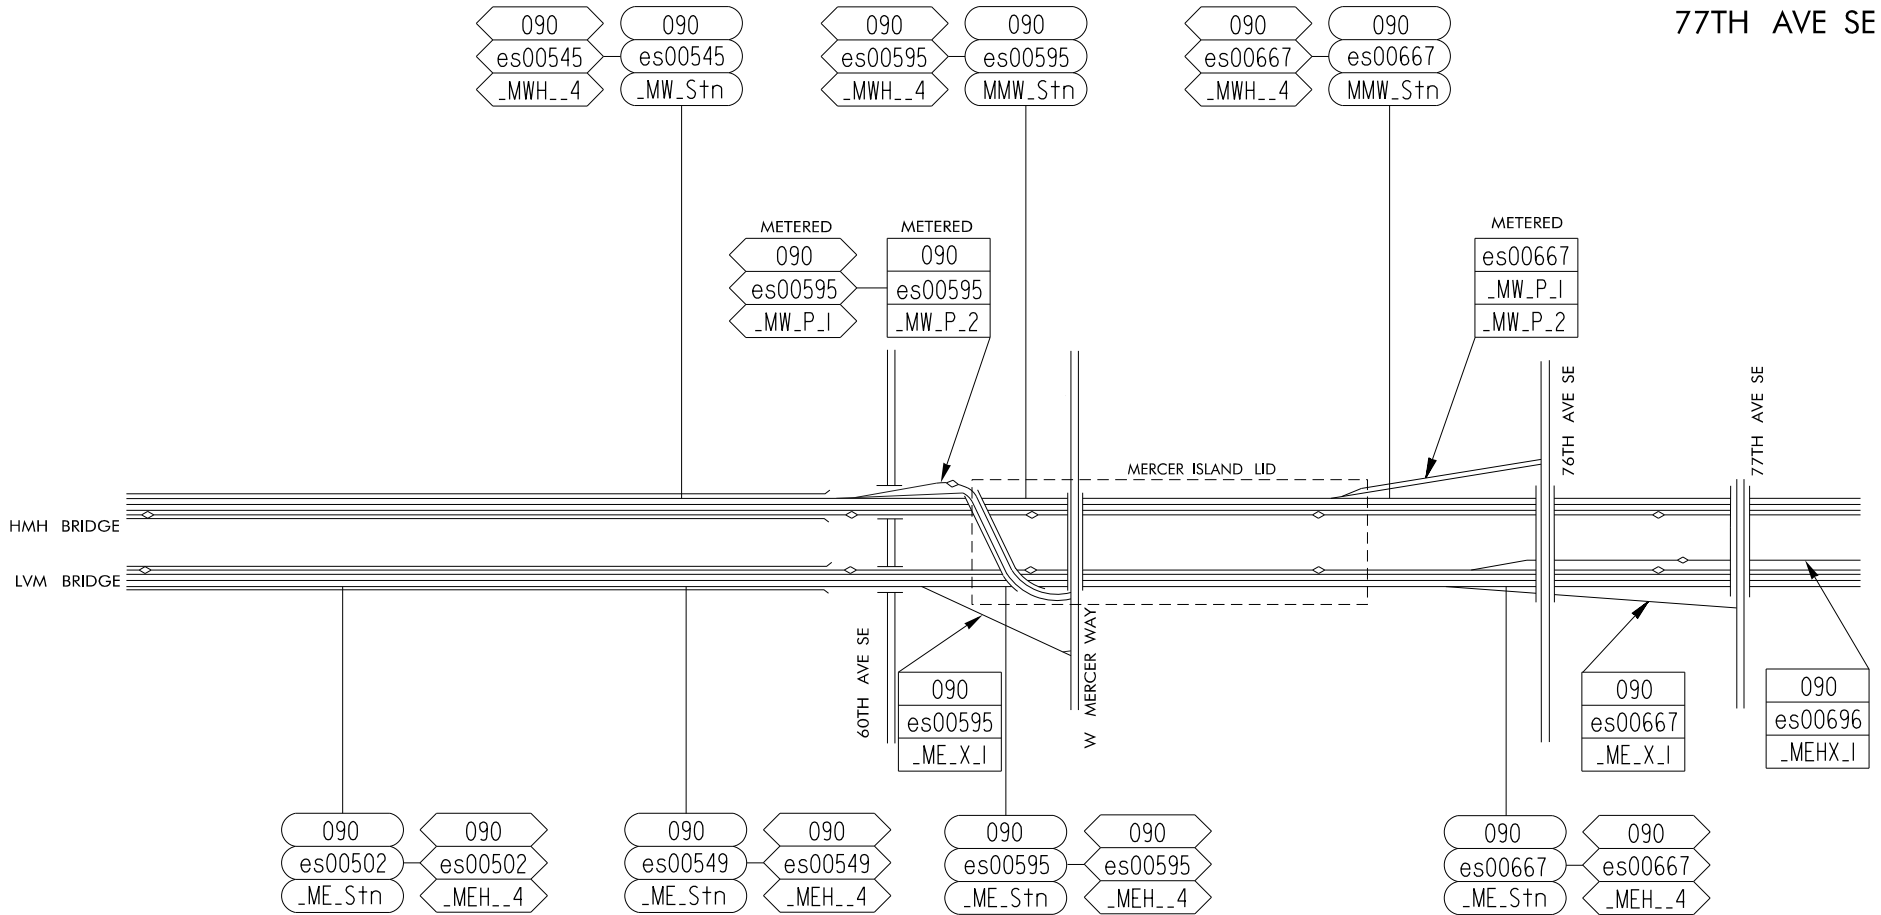 77TH AVE SE
090
es00545
_MWH__4
090
es00545
_MW_Stn
090
es00595
_MWH__4
090
es00595
MMW_Stn
090
es00667
_MWH__4
090
es00667
MMW_Stn
METERED
090
es00595
_MW_P_1
METERED
090
es00595
_MW_P_2
METERED
es00667
_MW_P_1
_MW_P_2
76TH AVE SE
77TH AVE SE
MERCER ISLAND LID
HMH BRIDGE
LVM BRIDGE
60TH AVE SE
W MERCER WAY
090
es00595
_ME_X_1
090
es00667
_ME_X_1
090
es00696
_MEHX_1
090
es00502
_ME_Stn
090
es00502
_MEH__4
090
es00549
_ME_Stn
090
es00549
_MEH__4
090
es00595
_ME_Stn
090
es00595
_MEH__4
090
es00667
_ME_Stn
090
es00667
_MEH__4